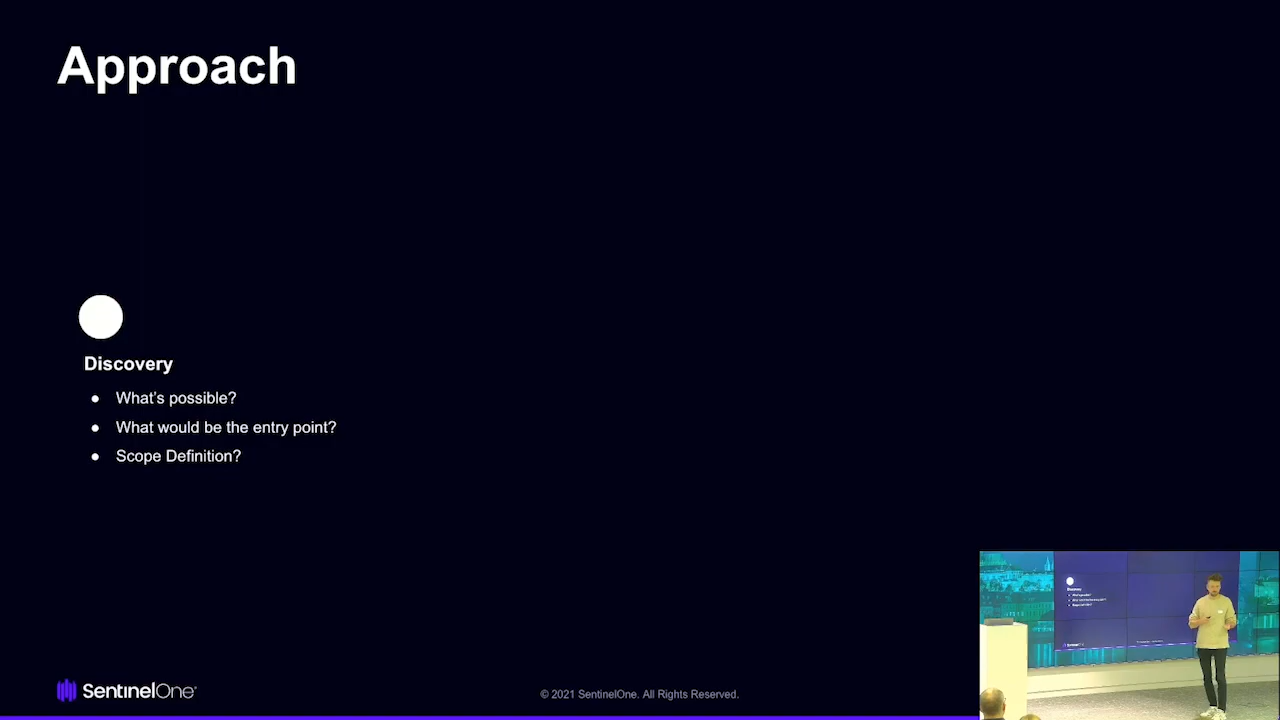 Approach
Discovery
● What's possible?
● What would be the entry point?
● Scope Definition?
SentinelOne
© 2021 SentinelOne. All Rights Reserved.